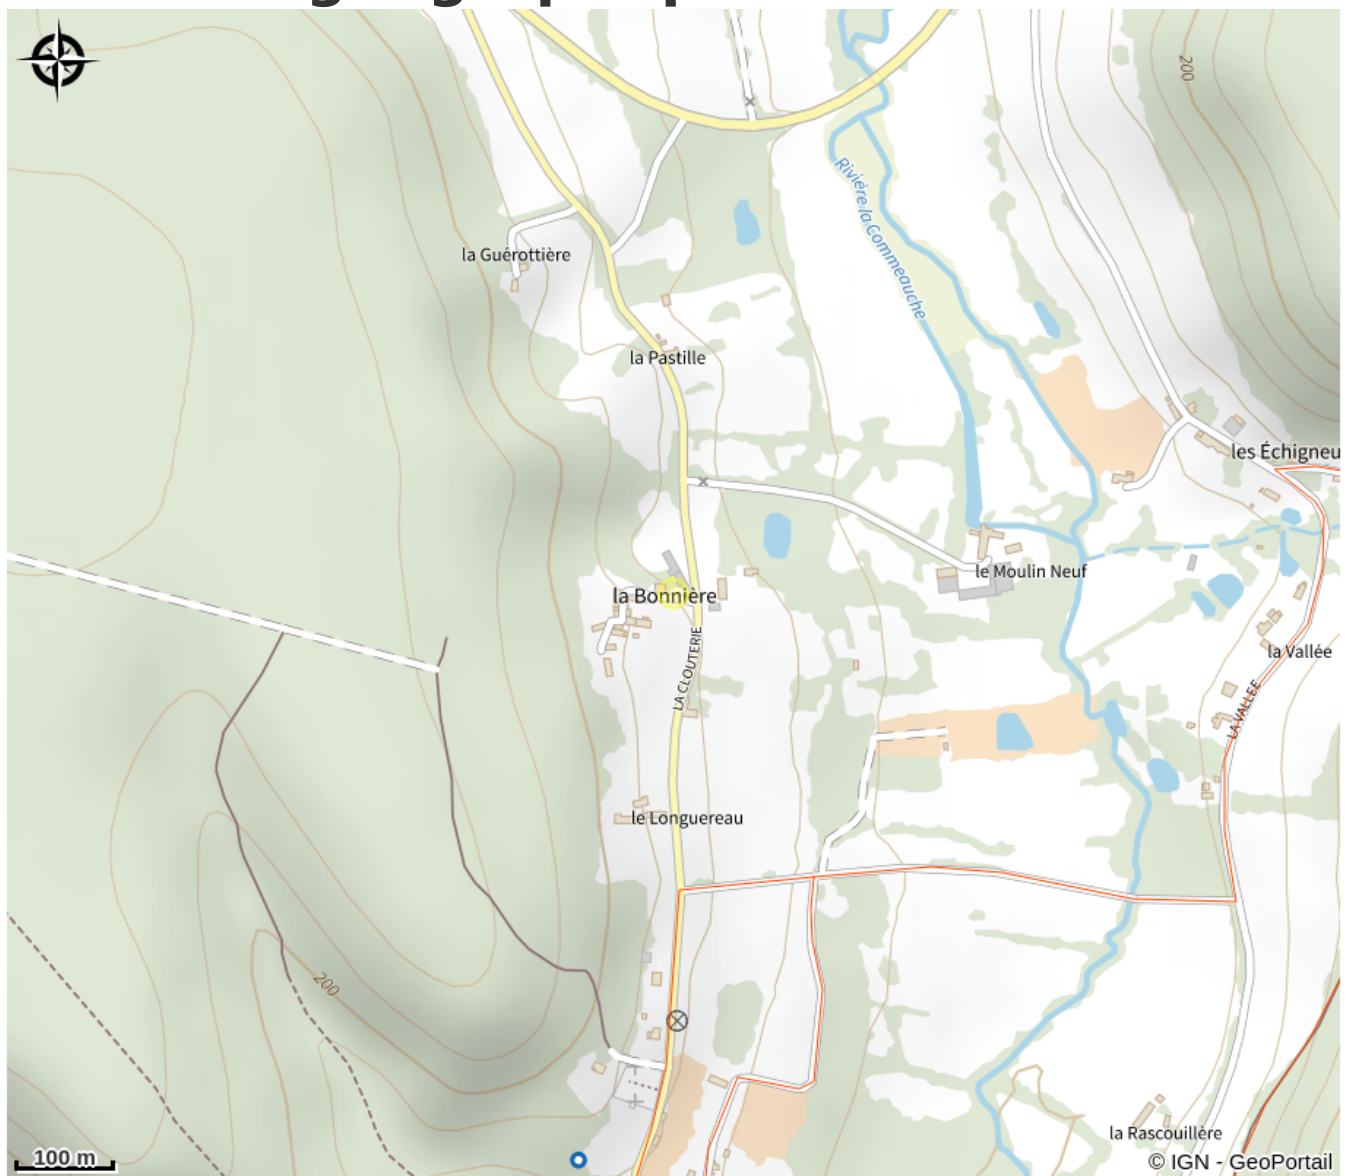 200
Rivière la Commeauche
la Guérottière
la Pastille
les Échigneu
le Moulin Neuf
la Bonnière
LA CLOUTERIE
la Vallée
LA VALLEE
le Longuereau
200
la Rascouillère
100 m
© IGN - GeoPortail